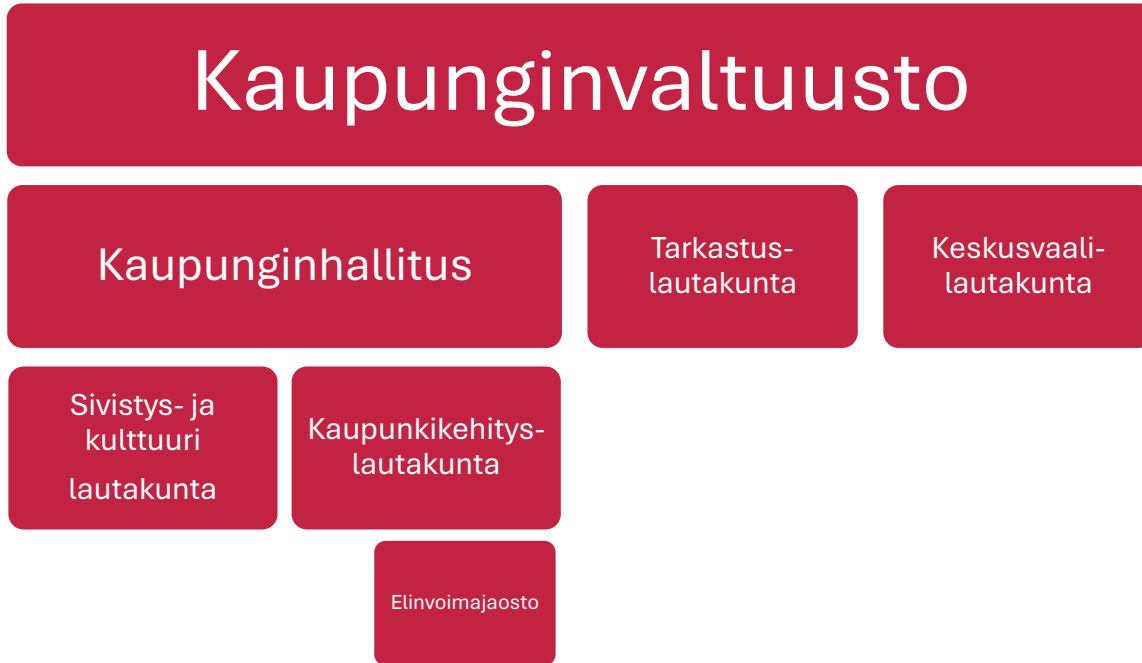 Kaupunginvaltuusto
Kaupunginhallitus
Tarkastus-
lautakunta
Keskusvaali-
lautakunta
Sivistys- ja
kulttuuri
lautakunta
Kaupunkikehitys-
lautakunta
Elinvoimajaosto